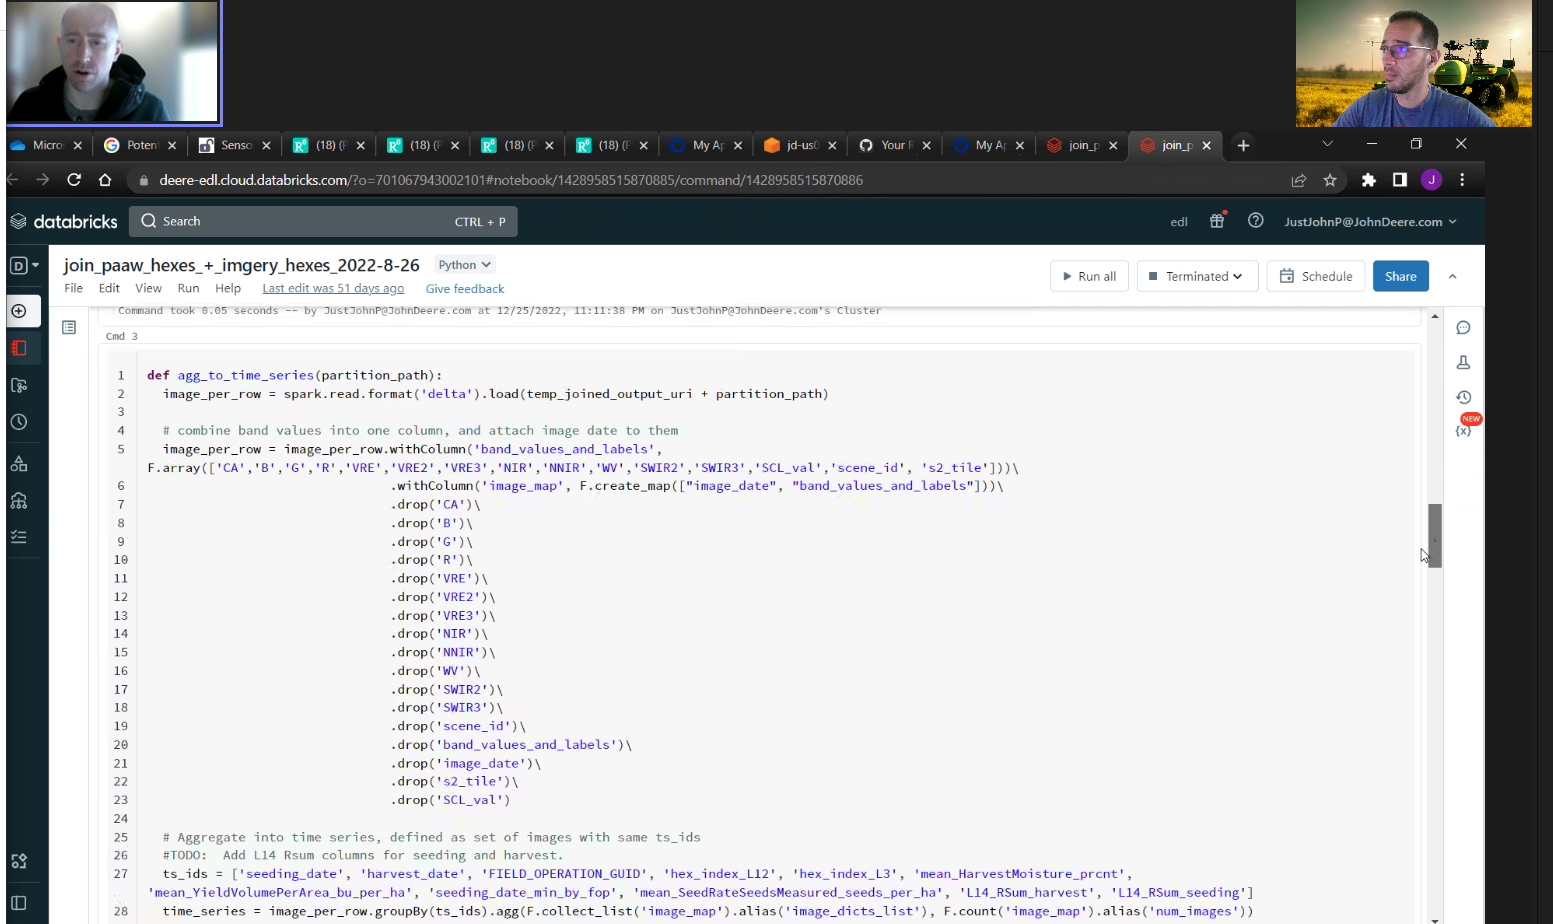 Micro
Poten
Senso
(18) (F
(18) (F
(18) (F
(18) (F
My Ap
jd-us0
Your R
My Ap
join_p
join_p
deere-edl.cloud.databricks.com/?o=701067943002101#notebook/1428958515870885/command/1428958515870886
J
databricks
Search
CTRL + P
edl
JustJohnP@JohnDeere.com
D
join_paaw_hexes_+_imgery_hexes_2022-8-26
Python
Run all
Terminated
Schedule
Share
File Edit View Run Help Last edit was 51 days ago Give feedback
Command took 0.05 seconds -- by JustJohnP@JohnDeere.com at 12/25/2022, 11:11:38 PM on JustJohnP@JohnDeere.com's Cluster
Cmd 3
NEW
{x}
1 def agg_to_time_series(partition_path):
2 image_per_row = spark.read.format('delta').load(temp_joined_output_uri + partition_path)
3
4 # combine band values into one column, and attach image date to them
5 image_per_row = image_per_row.withColumn('band_values_and_labels',
F.array(['CA','B','G','R','VRE','VRE2','VRE3','NIR','NNIR','WV','SWIR2','SWIR3','SCL_val','scene_id', 's2_tile']))\
6 .withColumn('image_map', F.create_map(["image_date", "band_values_and_labels"]))\
7 .drop('CA')\
8 .drop('B')\
9 .drop('G')\
10 .drop('R')\
11 .drop('VRE')\
12 .drop('VRE2')\
13 .drop('VRE3')\
14 .drop('NIR')\
15 .drop('NNIR')\
16 .drop('WV')\
17 .drop('SWIR2')\
18 .drop('SWIR3')\
19 .drop('scene_id')\
20 .drop('band_values_and_labels')\
21 .drop('image_date')\
22 .drop('s2_tile')\
23 .drop('SCL_val')
24
25 # Aggregate into time series, defined as set of images with same ts_ids
26 #TODO: Add L14 Rsum columns for seeding and harvest.
27 ts_ids = ['seeding_date', 'harvest_date', 'FIELD_OPERATION_GUID', 'hex_index_L12', 'hex_index_L3', 'mean_HarvestMoisture_prcnt',
'mean_YieldVolumePerArea_bu_per_ha', 'seeding_date_min_by_fop', 'mean_SeedRateSeedsMeasured_seeds_per_ha', 'L14_RSum_harvest', 'L14_RSum_seeding']
28 time_series = image_per_row.groupBy(ts_ids).agg(F.collect_list('image_map').alias('image_dicts_list'), F.count('image_map').alias('num_images'))